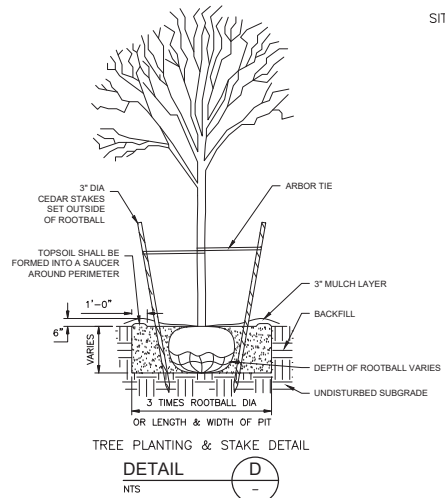 SIT
3" DIA
CEDAR STAKES
SET OUTSIDE
OF ROOTBALL
ARBOR TIE
TOPSOIL SHALL BE
FORMED INTO A SAUCER
AROUND PERIMETER
1'-0"
3" MULCH LAYER
6"
BACKFILL
VARIES
DEPTH OF ROOTBALL VARIES
UNDISTURBED SUBGRADE
3 TIMES ROOTBALL DIA
OR LENGTH & WIDTH OF PIT
TREE PLANTING & STAKE DETAIL
DETAIL D
NTS -